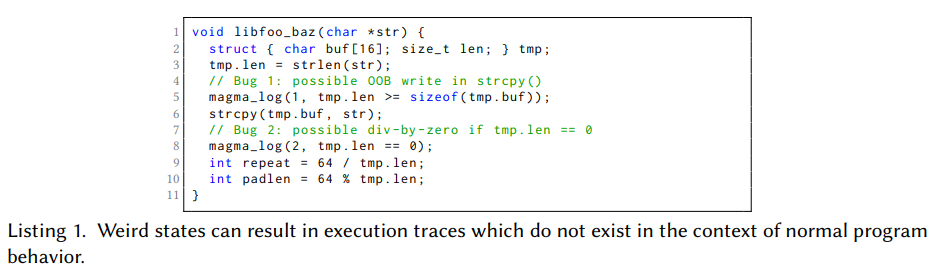 1 void libfoo_baz(char *str) {
2 struct { char buf[16]; size_t len; } tmp;
3 tmp.len = strlen(str);
4 // Bug 1: possible OOB write in strcpy()
5 magma_log(1, tmp.len >= sizeof(tmp.buf));
6 strcpy(tmp.buf, str);
7 // Bug 2: possible div-by-zero if tmp.len == 0
8 magma_log(2, tmp.len == 0);
9 int repeat = 64 / tmp.len;
10 int padlen = 64 % tmp.len;
11 }
Listing 1. Weird states can result in execution traces which do not exist in the context of normal program
behavior.